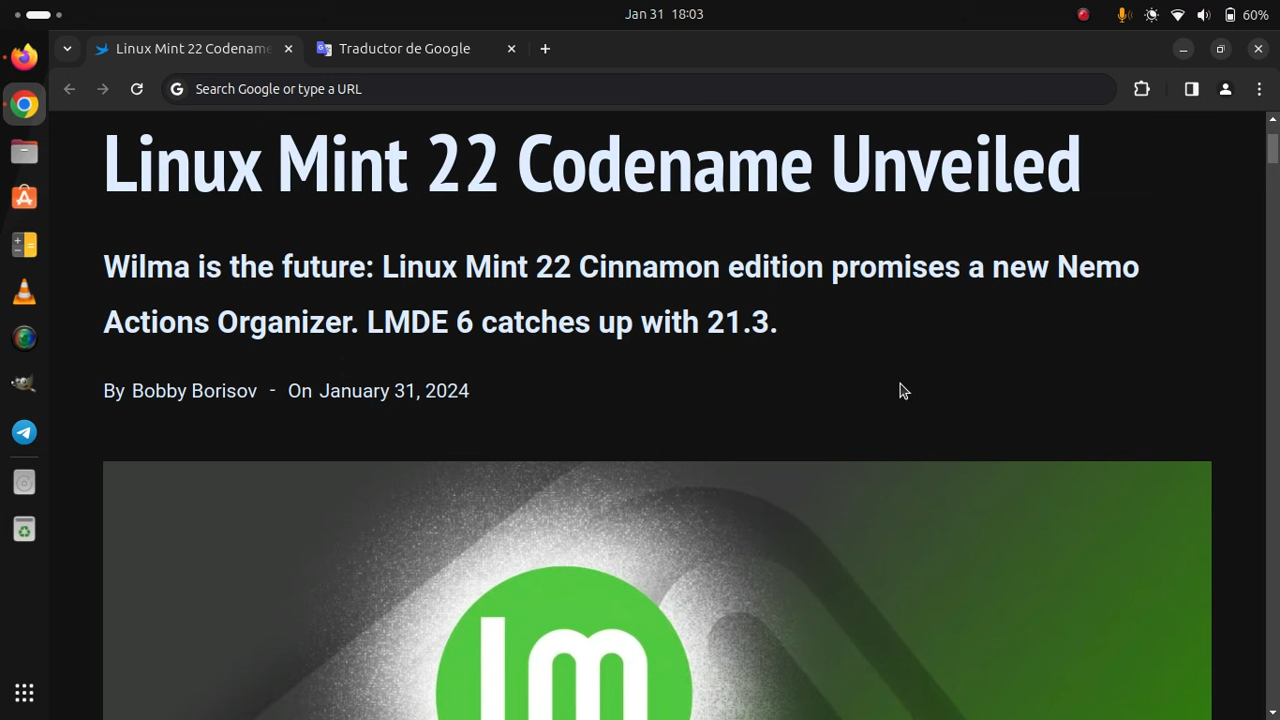 Jan 31 18:03
60%
Linux Mint 22 Codename
Traductor de Google
Search Google or type a URL
Linux Mint 22 Codename Unveiled
Wilma is the future: Linux Mint 22 Cinnamon edition promises a new Nemo
Actions Organizer. LMDE 6 catches up with 21.3.
By Bobby Borisov - On January 31, 2024
lm